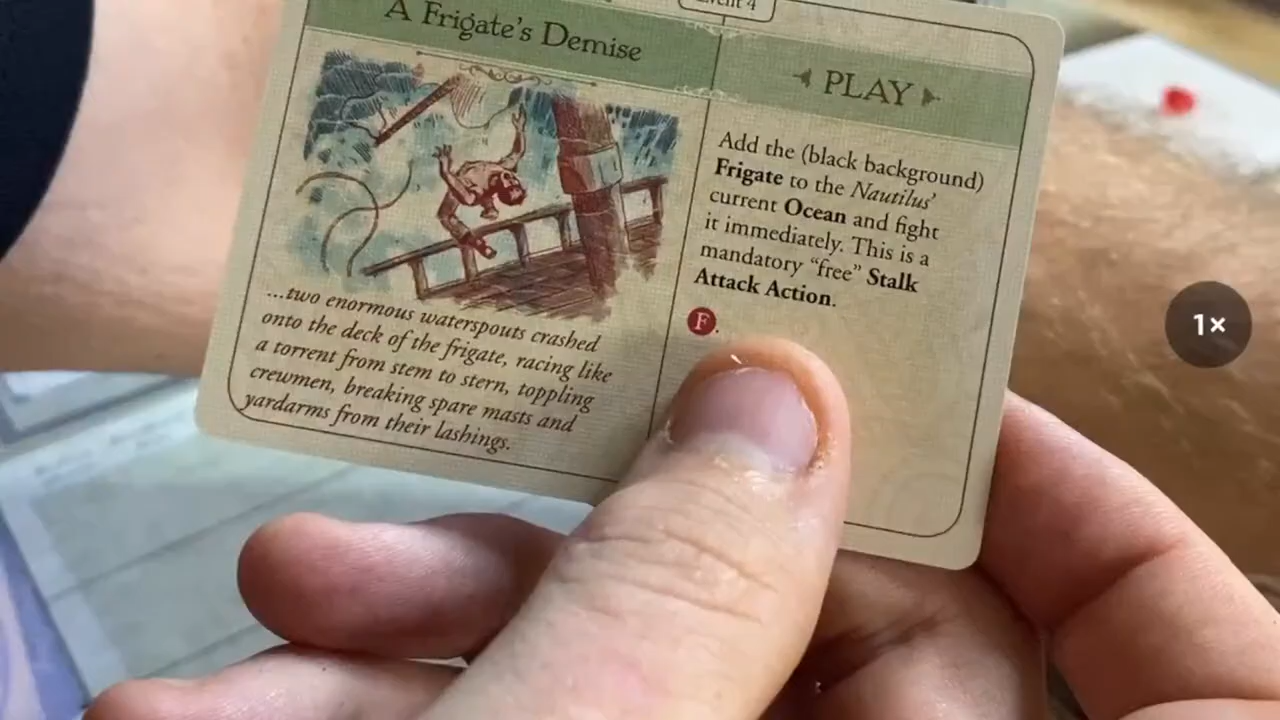 Event 4
A Frigate's Demise
PLAY
Add the (black background)
Frigate to the Nautilus'
current Ocean and fight
it immediately. This is a
mandatory “free” Stalk
Attack Action.
F.
...two enormous waterspouts crashed
onto the deck of the frigate, racing like
a torrent from stem to stern, toppling
crewmen, breaking spare masts and
yardarms from their lashings.
1×